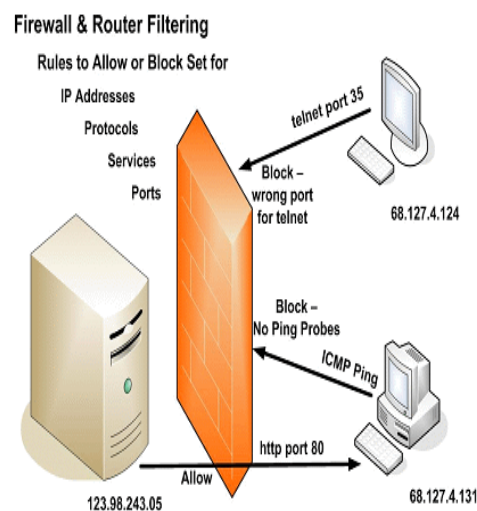 Firewall & Router Filtering
Rules to Allow or Block Set for
IP Addresses
Protocols
Services
Ports
telnet port 35
Block –
wrong port
for telnet
68.127.4.124
Block –
No Ping Probes
ICMP Ping
http port 80
Allow
123.98.243.05
68.127.4.131